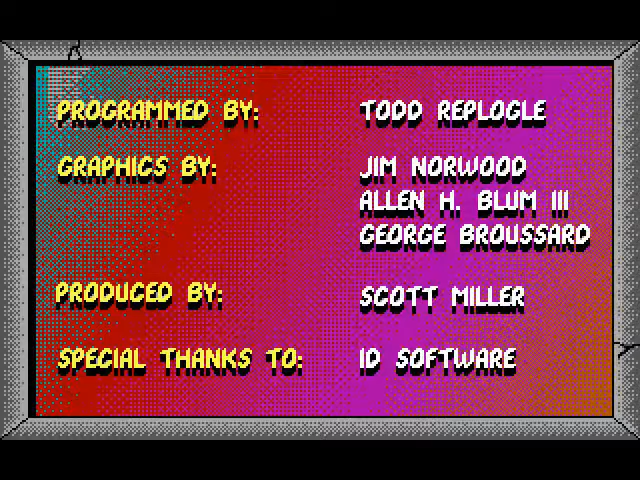 PROGRAMMED BY: TODD REPLOGLE
GRAPHICS BY: JIM NORWOOD
ALLEN H. BLUM III
GEORGE BROUSSARD
PRODUCED BY: SCOTT MILLER
SPECIAL THANKS TO: ID SOFTWARE